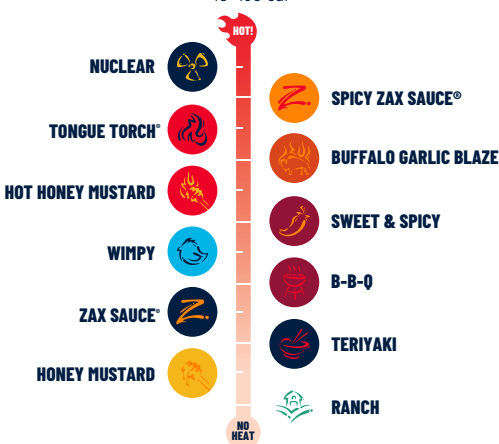 HOT!
NUCLEAR
SPICY ZAX SAUCE®
TONGUE TORCH®
BUFFALO GARLIC BLAZE
HOT HONEY MUSTARD
SWEET & SPICY
WIMPY
B-B-Q
ZAX SAUCE®
TERIYAKI
HONEY MUSTARD
RANCH
NO
HEAT